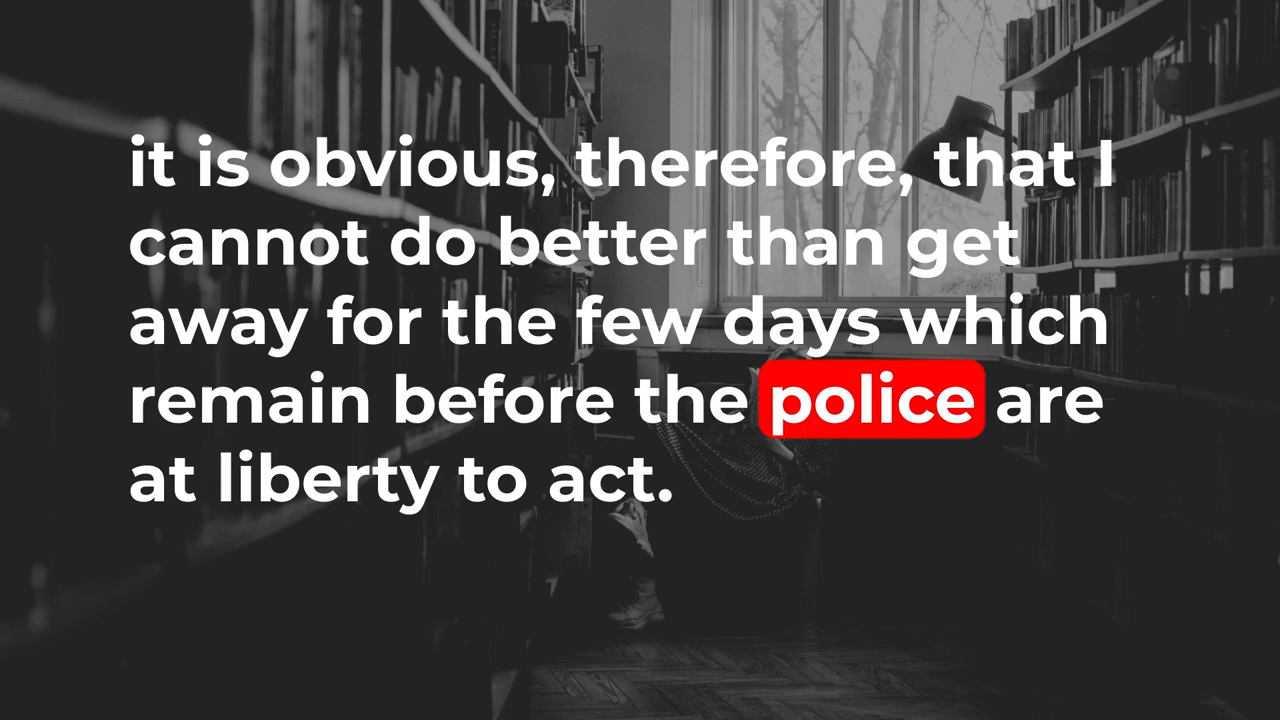 it is obvious, therefore, that I
cannot do better than get
away for the few days which
remain before the police are
at liberty to act.